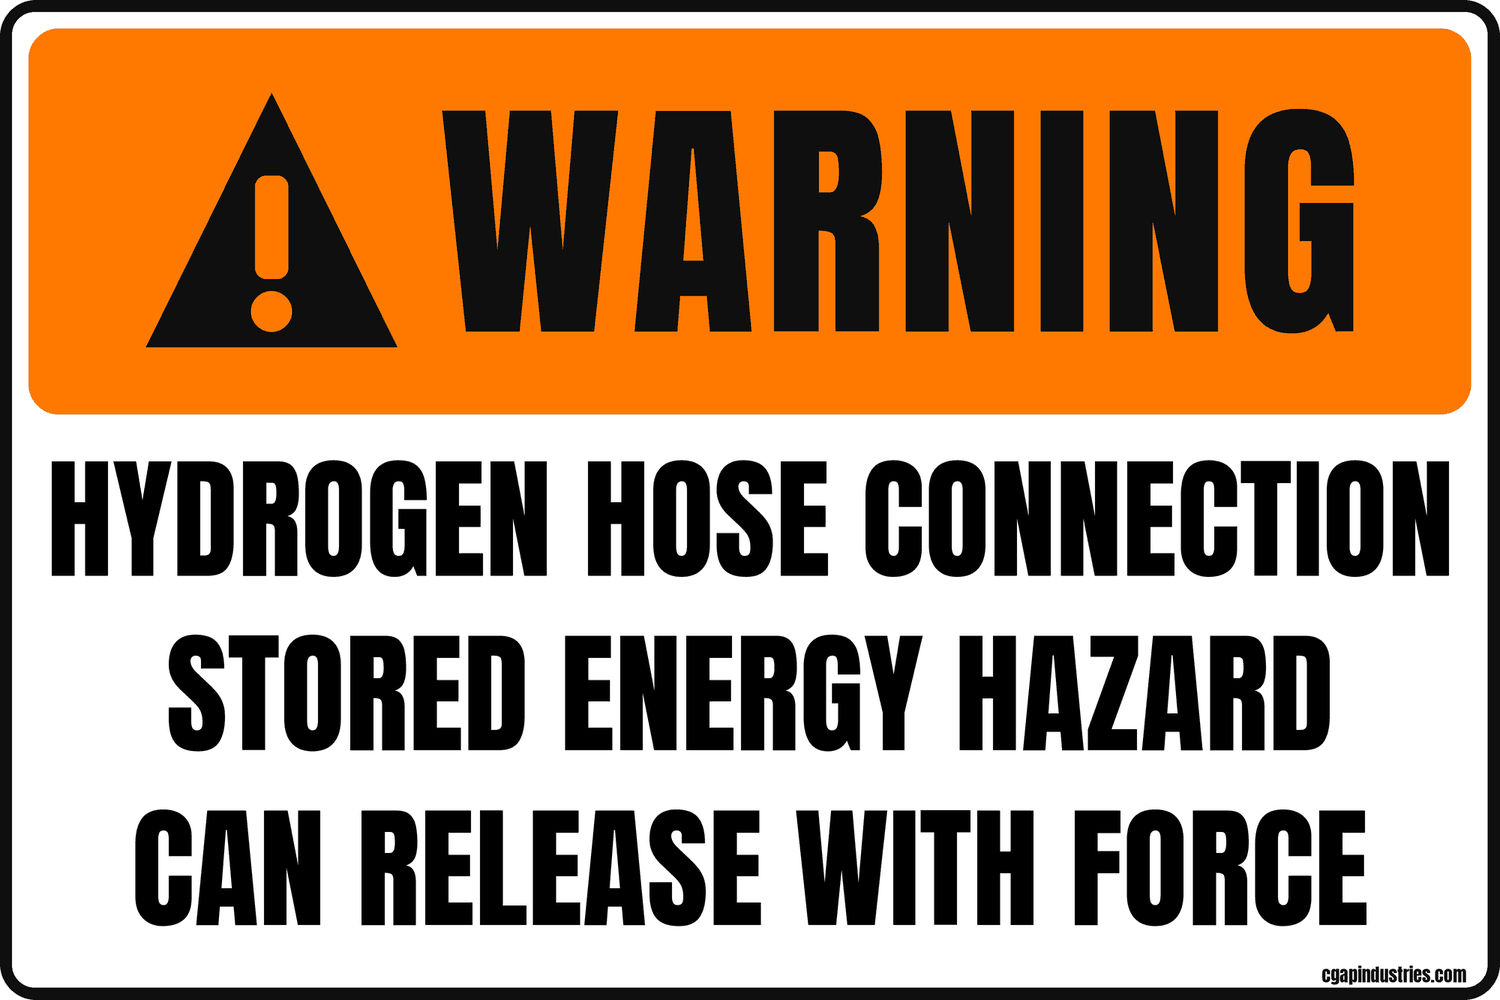 WARNING
HYDROGEN HOSE CONNECTION
STORED ENERGY HAZARD
CAN RELEASE WITH FORCE
cgapindustries.com